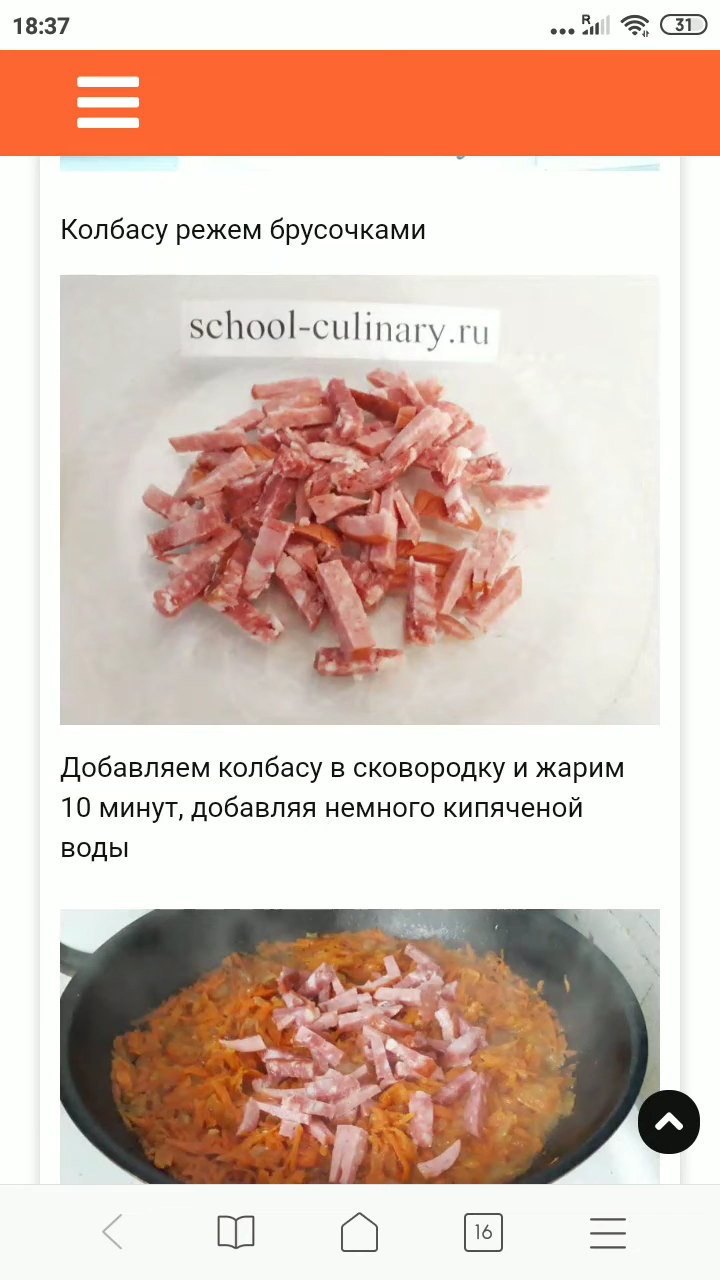 18:37
R
31
Колбасу режем брусочками
school-culinary.ru
Добавляем колбасу в сковородку и жарим
10 минут, добавляя немного кипяченой
воды
16